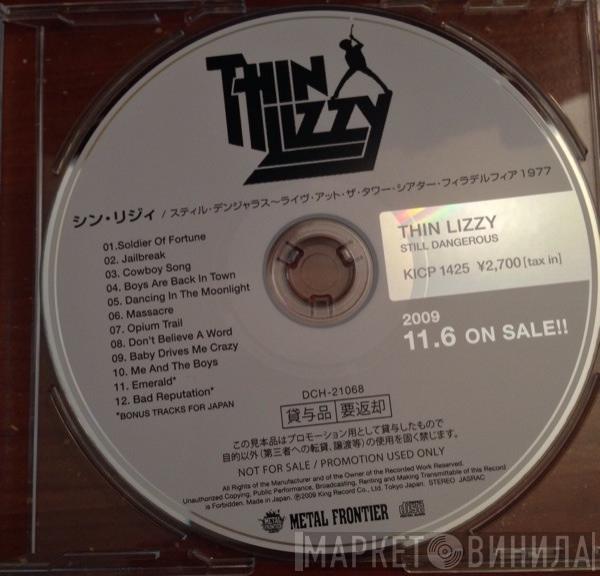 THIN
LIZZY
シン・リジィ / スティル・デンジャラス〜ライヴ・アット・ザ・タワー・シアター・フィラデルフィア1977
01.Soldier Of Fortune
02. Jailbreak
03. Cowboy Song
04. Boys Are Back In Town
05. Dancing In The Moonlight
06. Massacre
07. Opium Trail
08. Don't Believe A Word
09. Baby Drives Me Crazy
10. Me And The Boys
11. Emerald*
12. Bad Reputation*
*BONUS TRACKS FOR JAPAN
THIN LIZZY
STILL DANGEROUS
KICP 1425 ¥2,700[tax in]
2009
11.6 ON SALE!!
DCH-21068
貸与品 要返却
この見本品はプロモーション用として貸与したもので
目的以外(第三者への転貸、譲渡等)の使用を固く禁じます。
NOT FOR SALE / PROMOTION USED ONLY
All Rights of the Manufacturer and of the Owner of the Recorded Work Reserved.
Unauthorized Copying, Public Performance, Broadcasting, Renting and Making Transmittable of this Record
is Forbidden. Made in Japan. ℗©2009 King Record Co., Ltd. Tokyo Japan. STEREO JASRAC
METAL FRONTIER
МАРКЕТ ВИНИЛА